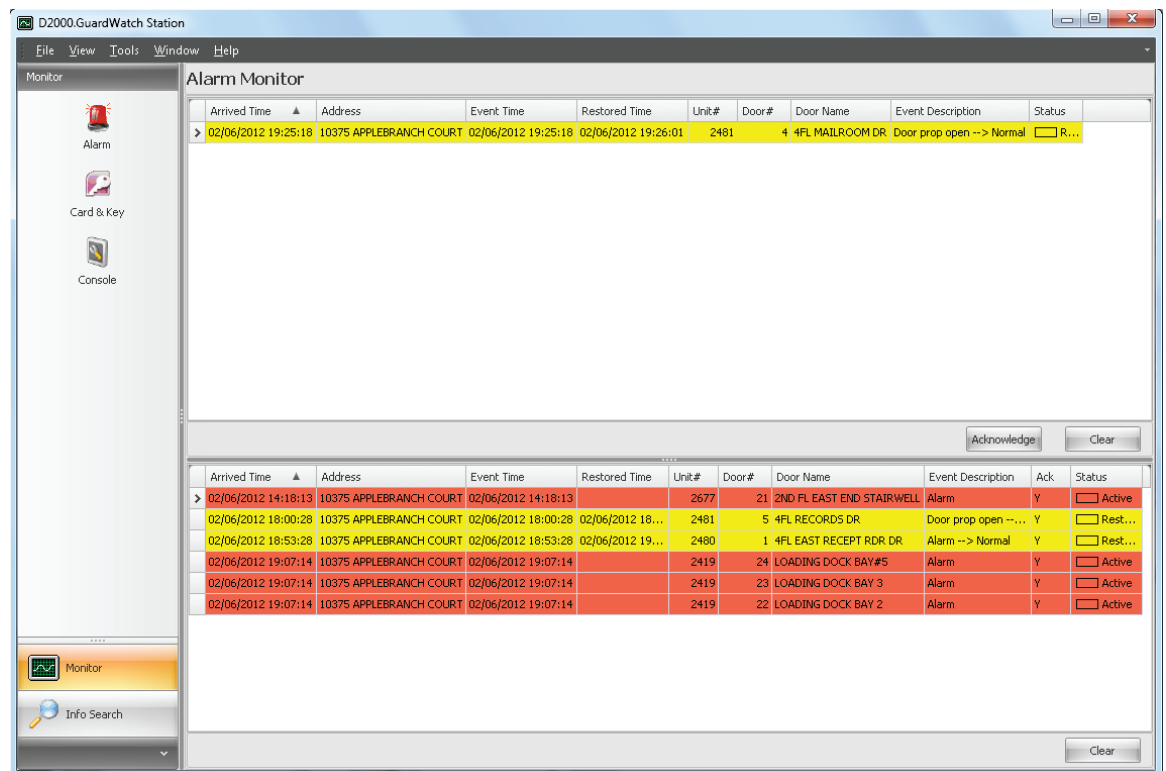 D2000.GuardWatch Station
File View Tools Window Help
Monitor
Alarm
Card & Key
Console
Monitor
Info Search
Alarm Monitor
Arrived Time Address Event Time Restored Time Unit# Door# Door Name Event Description Status
02/06/2012 19:25:18 10375 APPLEBRANCH COURT 02/06/2012 19:25:18 02/06/2012 19:26:01 2481 4 4FL MAILROOM DR Door prop open --> Normal R...
Acknowledge Clear
Arrived Time Address Event Time Restored Time Unit# Door# Door Name Event Description Ack Status
02/06/2012 14:18:13 10375 APPLEBRANCH COURT 02/06/2012 14:18:13 2677 21 2ND FL EAST END STAIRWELL Alarm Y Active
02/06/2012 18:00:28 10375 APPLEBRANCH COURT 02/06/2012 18:00:28 02/06/2012 18... 2481 5 4FL RECORDS DR Door prop open --... Y Rest...
02/06/2012 18:53:28 10375 APPLEBRANCH COURT 02/06/2012 18:53:28 02/06/2012 19... 2480 1 4FL EAST RECEPT RDR DR Alarm --> Normal Y Rest...
02/06/2012 19:07:14 10375 APPLEBRANCH COURT 02/06/2012 19:07:14 2419 24 LOADING DOCK BAY#5 Alarm Y Active
02/06/2012 19:07:14 10375 APPLEBRANCH COURT 02/06/2012 19:07:14 2419 23 LOADING DOCK BAY 3 Alarm Y Active
02/06/2012 19:07:14 10375 APPLEBRANCH COURT 02/06/2012 19:07:14 2419 22 LOADING DOCK BAY 2 Alarm Y Active
Clear